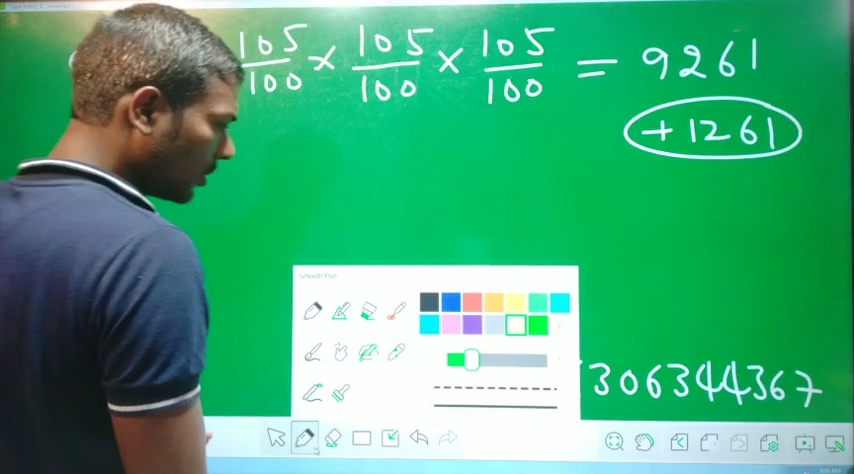 105/100 × 105/100 × 105/100 = 9261
+1261
Smooth Pen
306344367